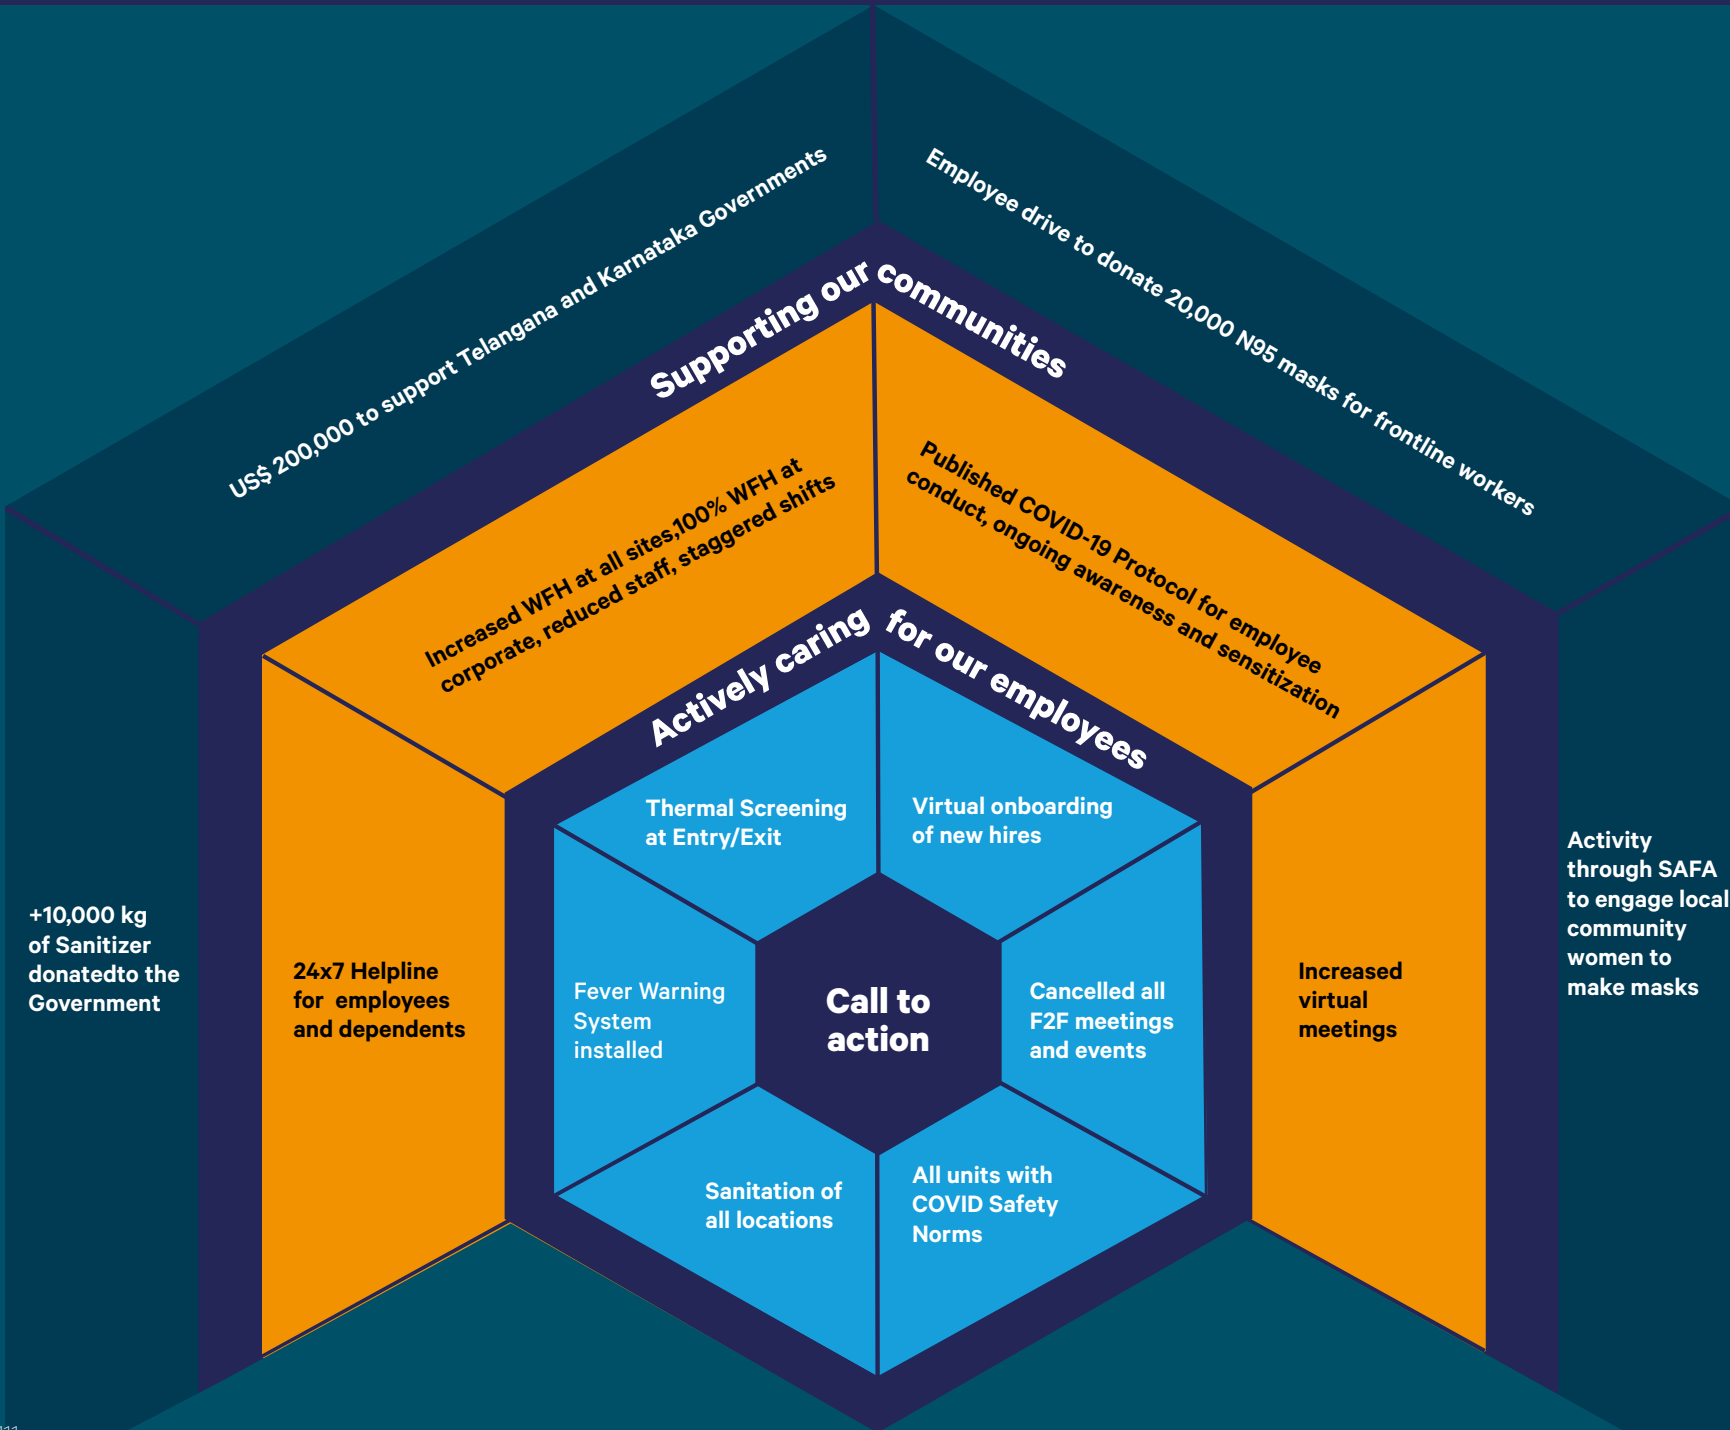 US$ 200,000 to support Telangana and Karnataka Governments
Employee drive to donate 20,000 N95 masks for frontline workers
Supporting our communities
Increased WFH at all sites,100% WFH at
corporate, reduced staff, staggered shifts
Published COVID-19 Protocol for employee
conduct, ongoing awareness and sensitization
Actively caring for our employees
Thermal Screening
at Entry/Exit
Virtual onboarding
of new hires
+10,000 kg
of Sanitizer
donatedto the
Government
24x7 Helpline
for  employees
and dependents
Fever Warning
System
installed
Call to
action
Cancelled all
F2F meetings
and events
Increased
virtual
meetings
Activity
through SAFA
to engage local
community
women to
make masks
Sanitation of
all locations
All units with
COVID Safety
Norms